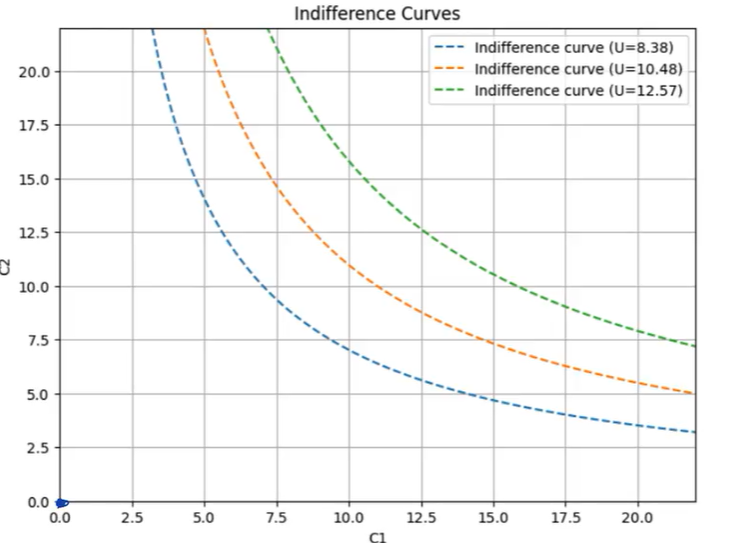 Indifference Curves
Indifference curve (U=8.38)
Indifference curve (U=10.48)
Indifference curve (U=12.57)
C2
20.0
17.5
15.0
12.5
10.0
7.5
5.0
2.5
0.0
0.0 2.5 5.0 7.5 10.0 12.5 15.0 17.5 20.0
C1